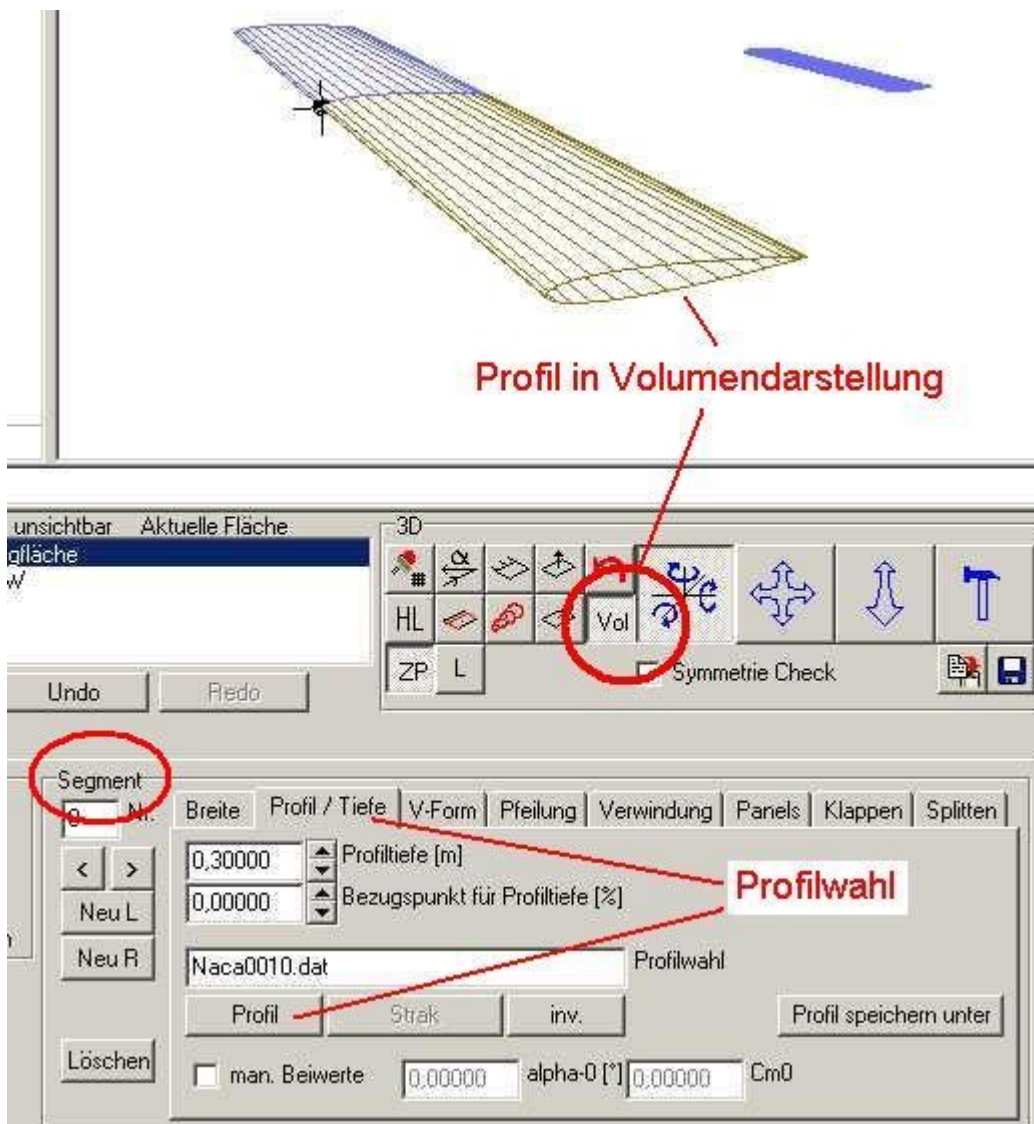 Profil in Volumendarstellung
unsichtbar Aktuelle Fläche
gfläche
W
3D
α
#
HL
Vol
ZP
L
Symmetrie Check
Undo
Redo
Segment
Nr.
Breite
Profil / Tiefe
V-Form
Pfeilung
Verwindung
Panels
Klappen
Splitten
< >
0,30000 Profiltiefe [m]
0,00000 Bezugspunkt für Profiltiefe [%]
Profilwahl
Neu L
Neu R
Naca0010.dat Profilwahl
Profil
Strak
inv.
Profil speichern unter
Löschen
man. Beiwerte 0,00000 alpha-0 [°] 0,00000 Cm0